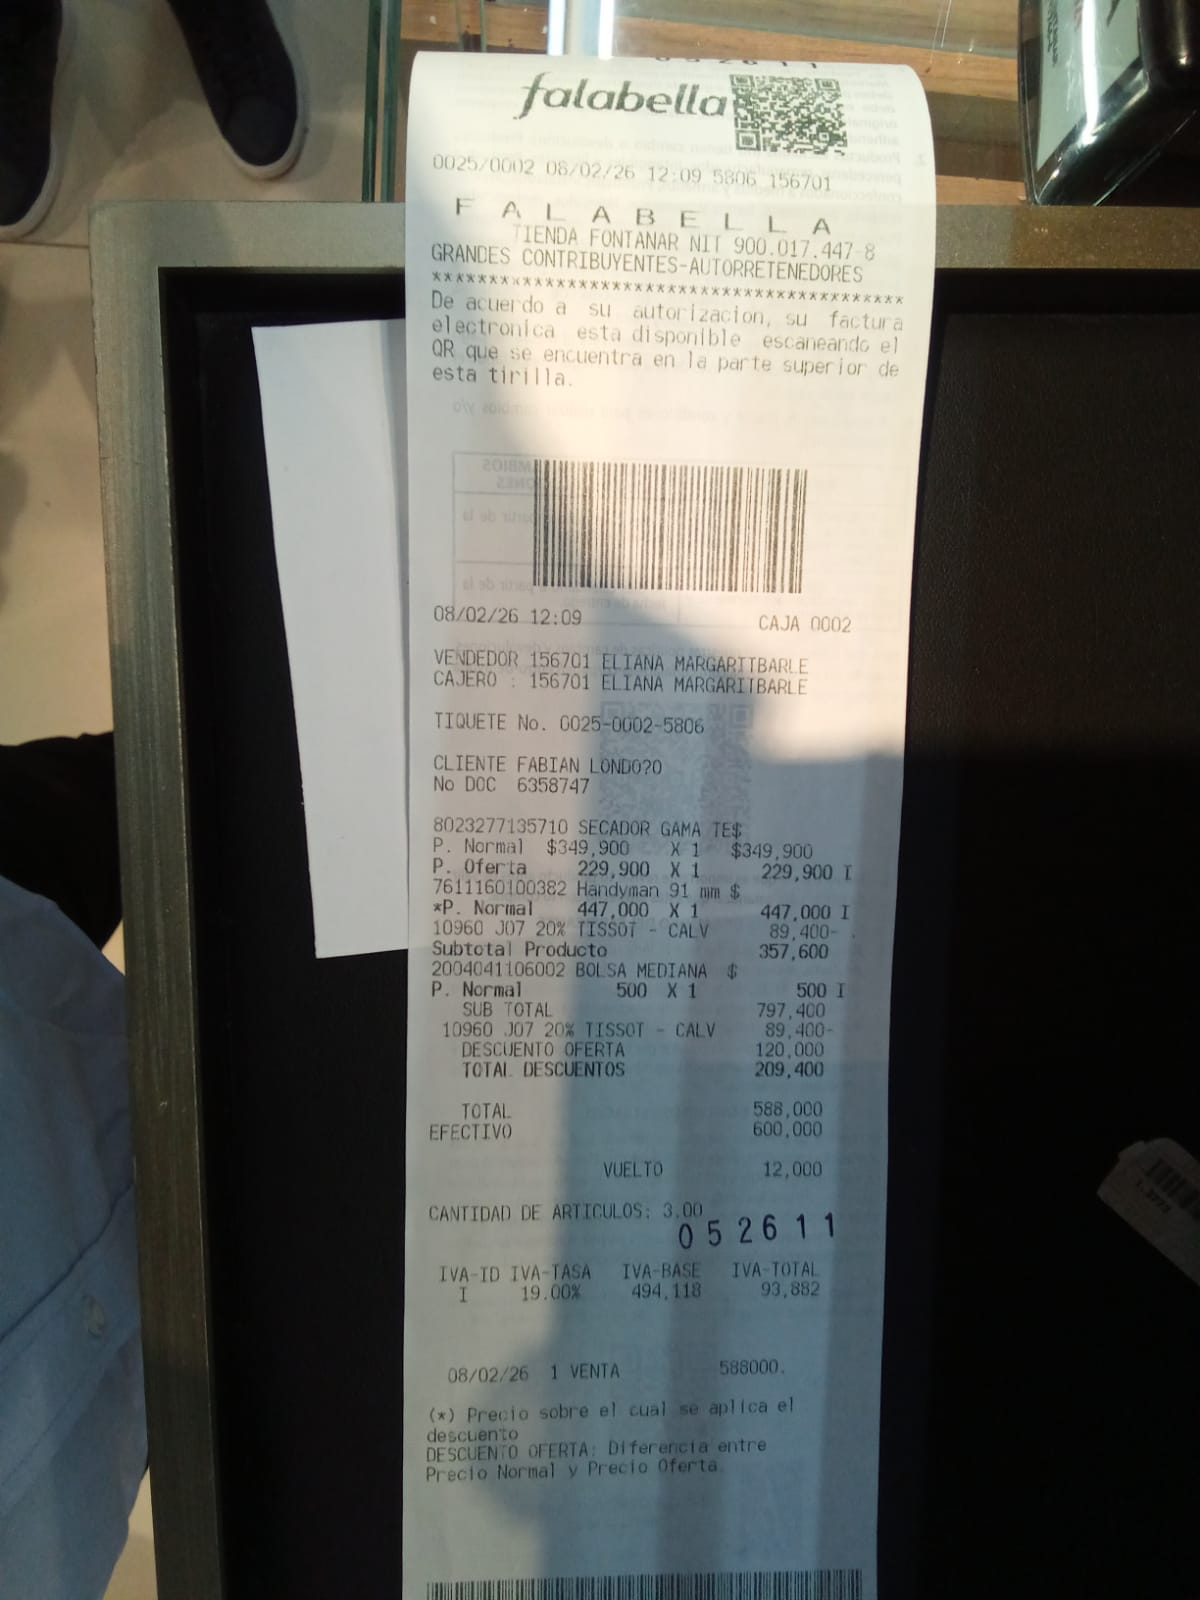 052611
falabella
0025/0002 08/02/26 12:09 5806 156701
F A L A B E L L A
TIENDA FONTANAR NIT 900.017.447-8
GRANDES CONTRIBUYENTES-AUTORRETENEDORES
*******************************************
De acuerdo a su autorizacion, su factura
electronica esta disponible escaneando el
QR que se encuentra en la parte superior de
esta tirilla.
08/02/26 12:09 CAJA 0002
VENDEDOR 156701 ELIANA MARGARITBARLE
CAJERO : 156701 ELIANA MARGARITBARLE
TIQUETE No. 0025-0002-5806
CLIENTE FABIAN LONDO?O
No DOC 6358747
8023277135710 SECADOR GAMA TE$
P. Normal $349,900 X 1 $349,900
P. Oferta 229,900 X 1 229,900 I
7611160100382 Handyman 91 mm $
*P. Normal 447,000 X 1 447,000 I
10960 J07 20% TISSOT - CALV 89,400- .
Subtotal Producto 357,600
2004041106002 BOLSA MEDIANA $
P. Normal 500 X 1 500 I
SUB TOTAL 797,400
10960 J07 20% TISSOT - CALV 89,400-
DESCUENTO OFERTA 120,000
TOTAL DESCUENTOS 209,400
TOTAL 588,000
EFECTIVO 600,000
VUELTO 12,000
CANTIDAD DE ARTICULOS: 3.00
052611
IVA-ID IVA-TASA IVA-BASE IVA-TOTAL
I 19.00% 494,118 93,882
08/02/26 1 VENTA 588000.
(*) Precio sobre el cual se aplica el
descuento
DESCUENTO OFERTA: Diferencia entre
Precio Normal y Precio Oferta.